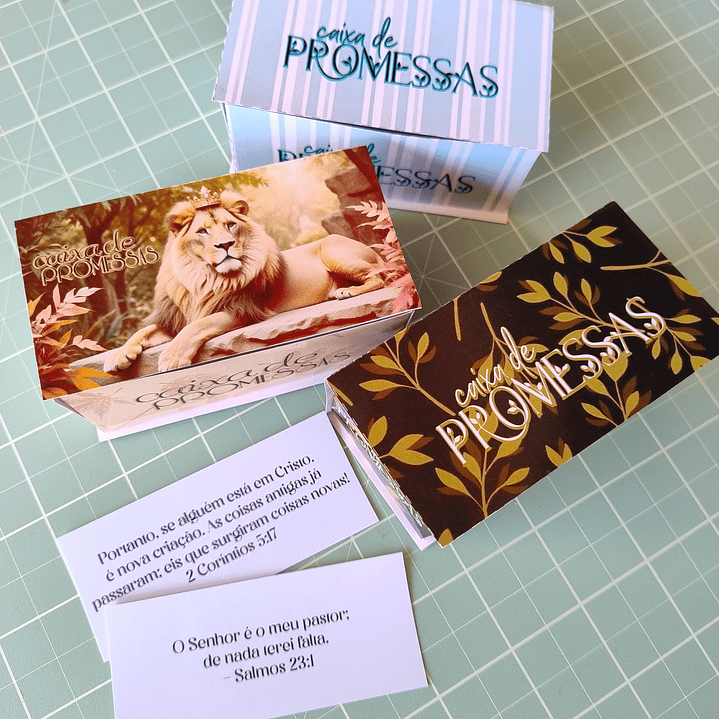 caixa de
PROMESSAS
caixa de
PROMESSAS
caixa de
PROMESSAS
caixa de
PROMESSAS
caixa de
PROMESSAS
Portanto, se alguém está em Cristo,
é nova criação. As coisas antigas já
passaram; eis que surgiram coisas novas!
2 Coríntios 5:17
O Senhor é o meu pastor;
de nada terei falta.
– Salmos 23:1